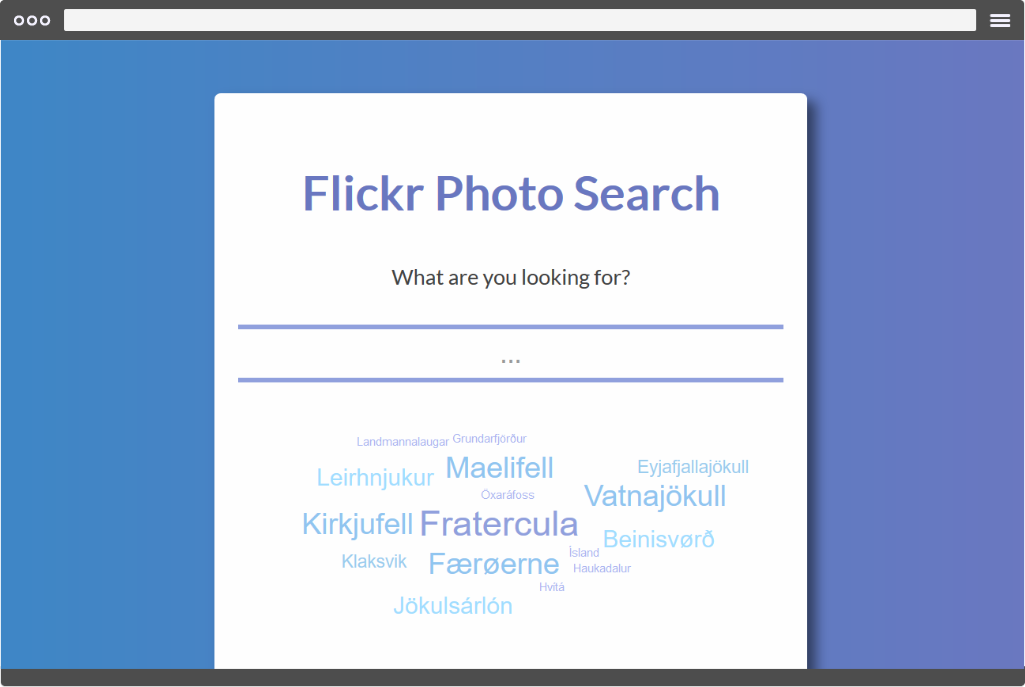 Flickr Photo Search
What are you looking for?
...
Landmannalaugar
Grundarfjörður
Maelifell
Eyjafjallajökull
Leirhnjukur
Öxaráfoss
Vatnajökull
Kirkjufell
Fratercula
Beinisvørð
Ísland
Klaksvik
Færøerne
Haukadalur
Hvítá
Jökulsárlón